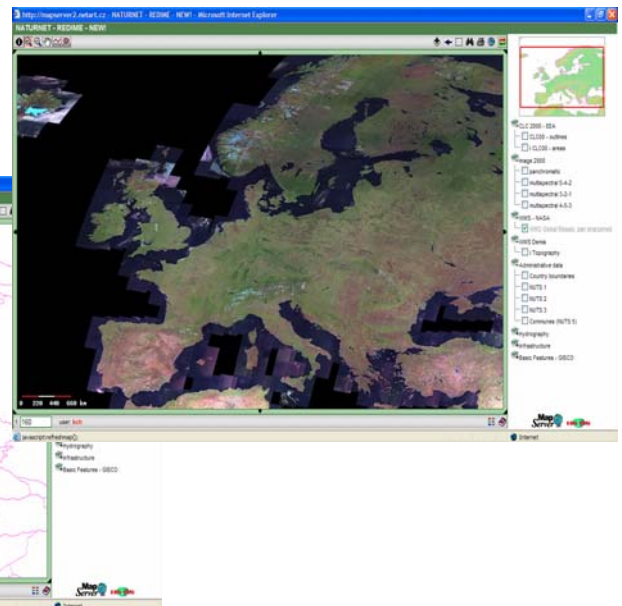 http://mapserver2.netart.cz - NATURNET - REDIME - NEW! - Microsoft Internet Explorer
NATURNET - REDIME - NEW!
CLC 2000 - EEA
CLC00 - outlines
CLC00 - areas
Image 2000
panchromatic
multispectral 5-4-2
multispectral 3-2-1
multispectral 4-5-3
WMS - NASA
WMS Demis
Topography
Administrative data
Country boundaries
NUTS 1
NUTS 2
NUTS 3
Communes (NUTS 5)
Hydrography
Infrastructure
Basic Features - GISCO
0 220 440 660 km
user:
Map Server
javascript:refreshmap();
Internet
Hydrography
Infrastructure
Basic Features - GISCO
Map Server
Internet